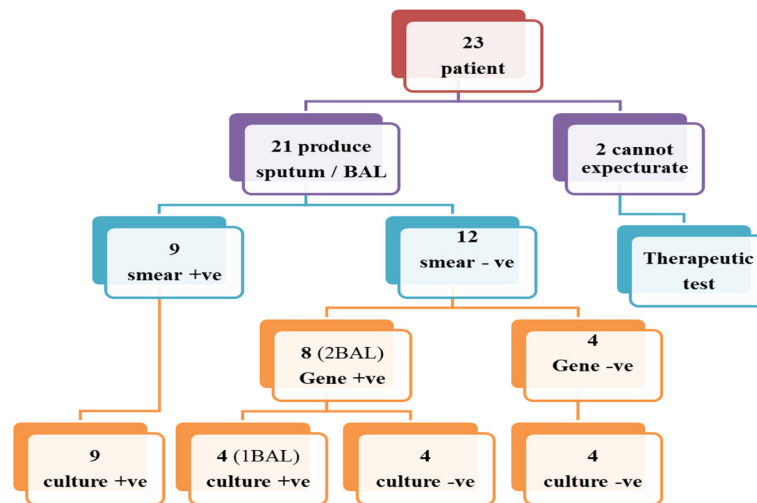 23
patient
21 produce
sputum / BAL
2 cannot
expecturate
9
smear +ve
12
smear - ve
Therapeutic
test
8 (2BAL)
Gene +ve
4
Gene -ve
9
culture +ve
4 (1BAL)
culture +ve
4
culture -ve
4
culture -ve